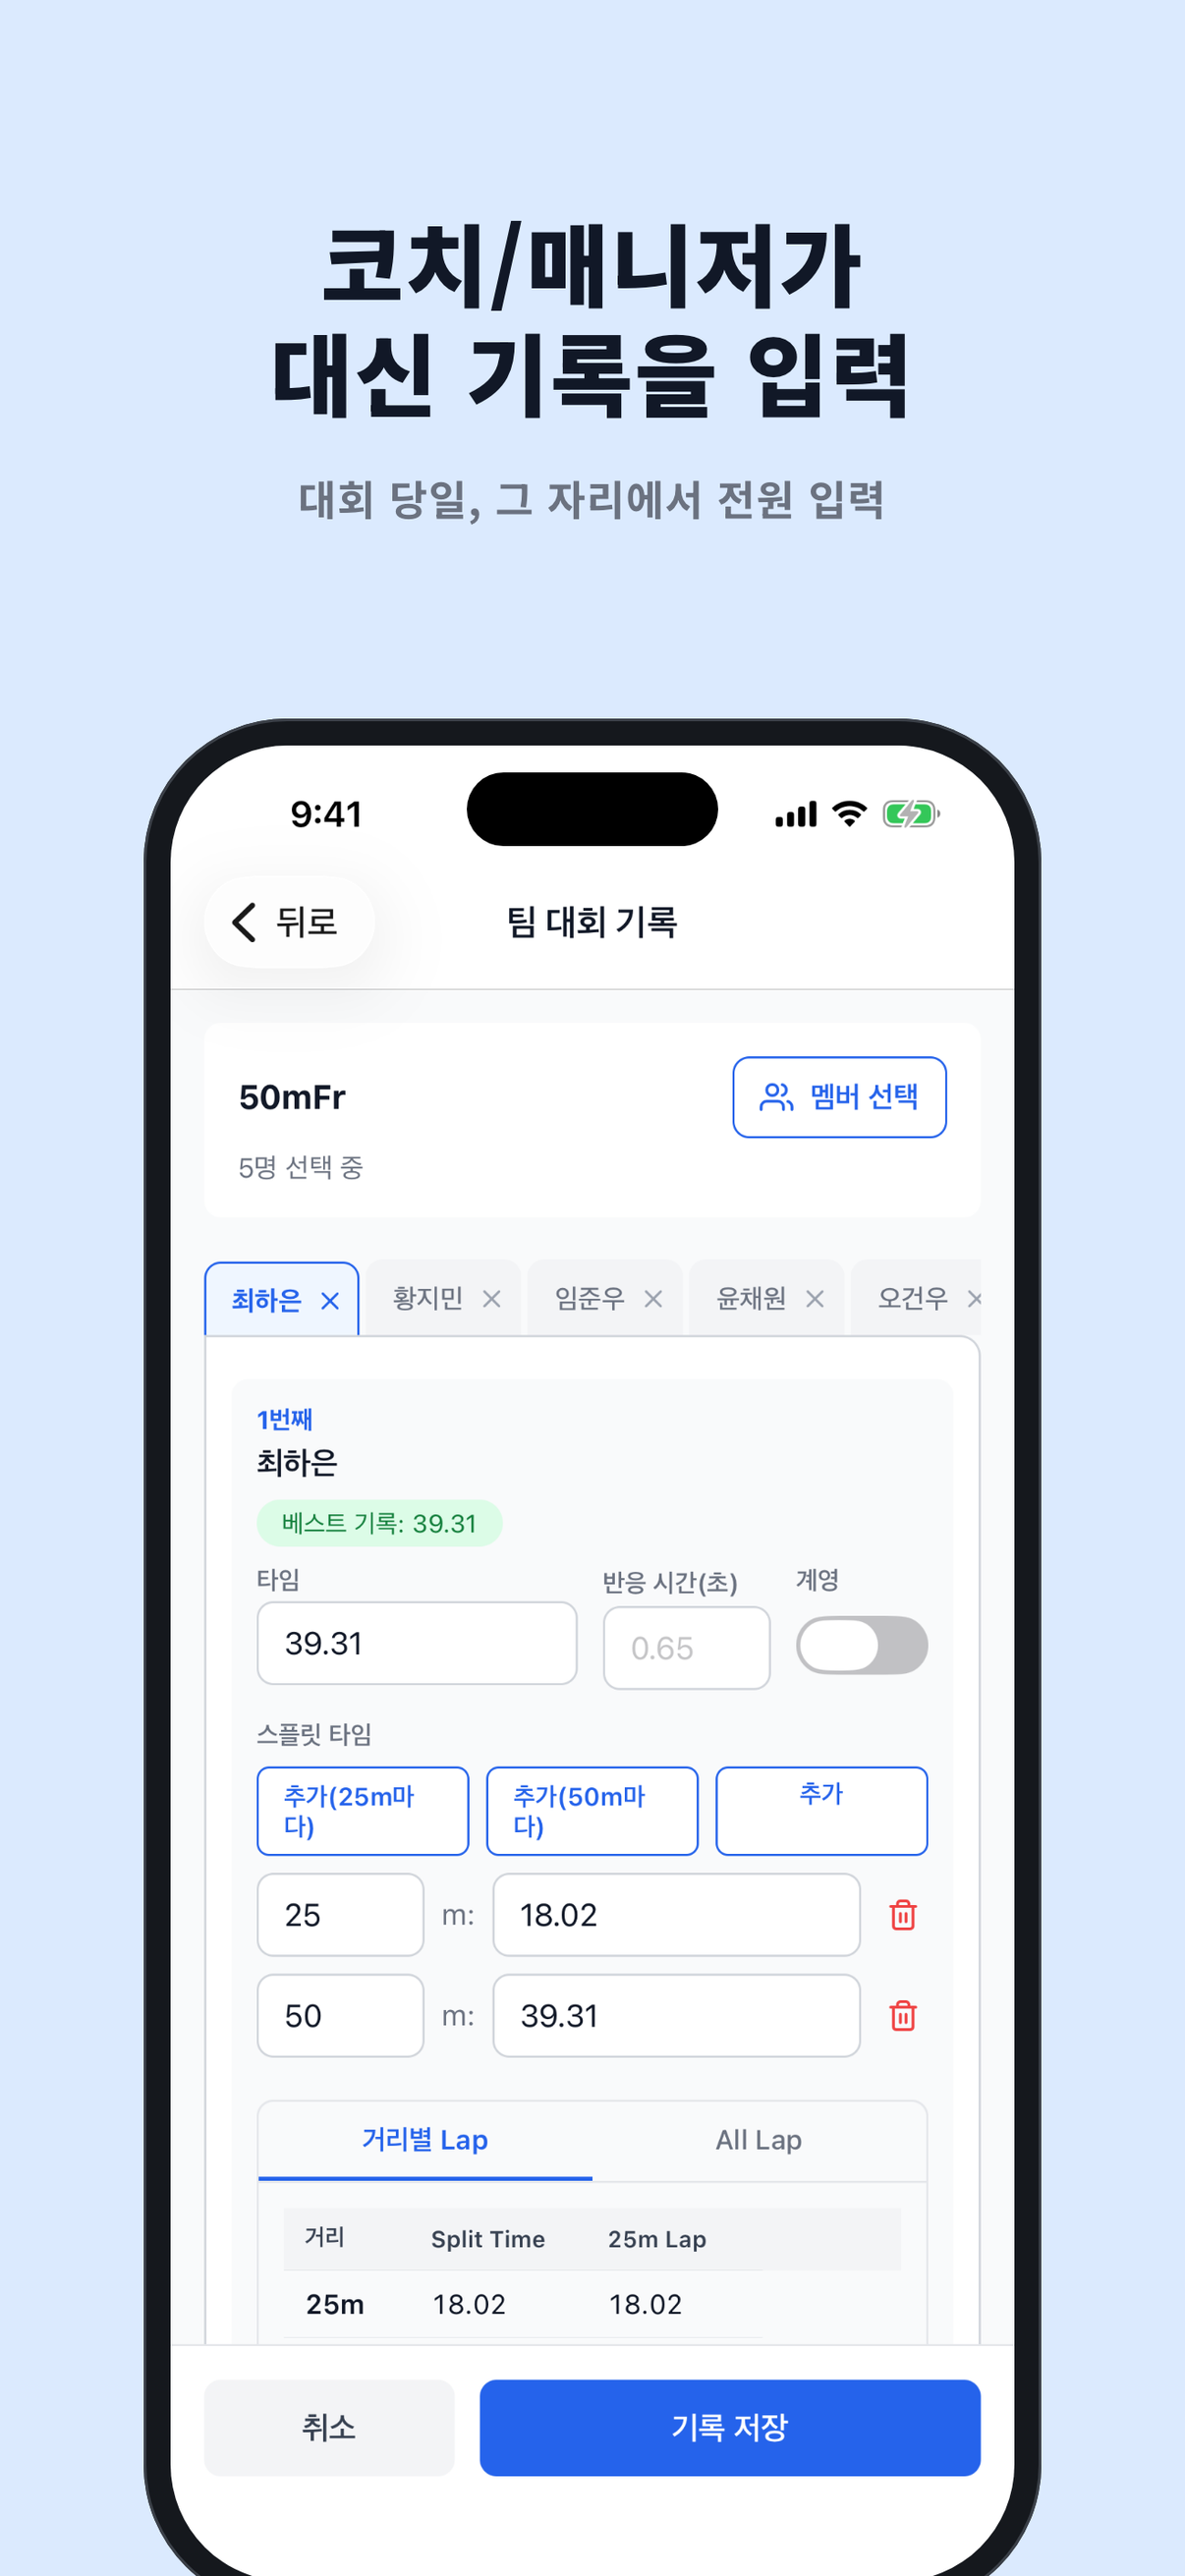 코치/매니저가
대신 기록을 입력
대회 당일, 그 자리에서 전원 입력
9:41
뒤로
팀 대회 기록
50mFr
멤버 선택
5명 선택 중
최하은 황지민 임준우 윤채원 오건우
1번째
최하은
베스트 기록: 39.31
타임 반응 시간(초) 계영
39.31 0.65
스플릿 타임
추가(25m마
다)
추가(50m마
다)
추가
25 m: 18.02
50 m: 39.31
거리별 Lap All Lap
거리 Split Time 25m Lap
25m 18.02 18.02
취소 기록 저장